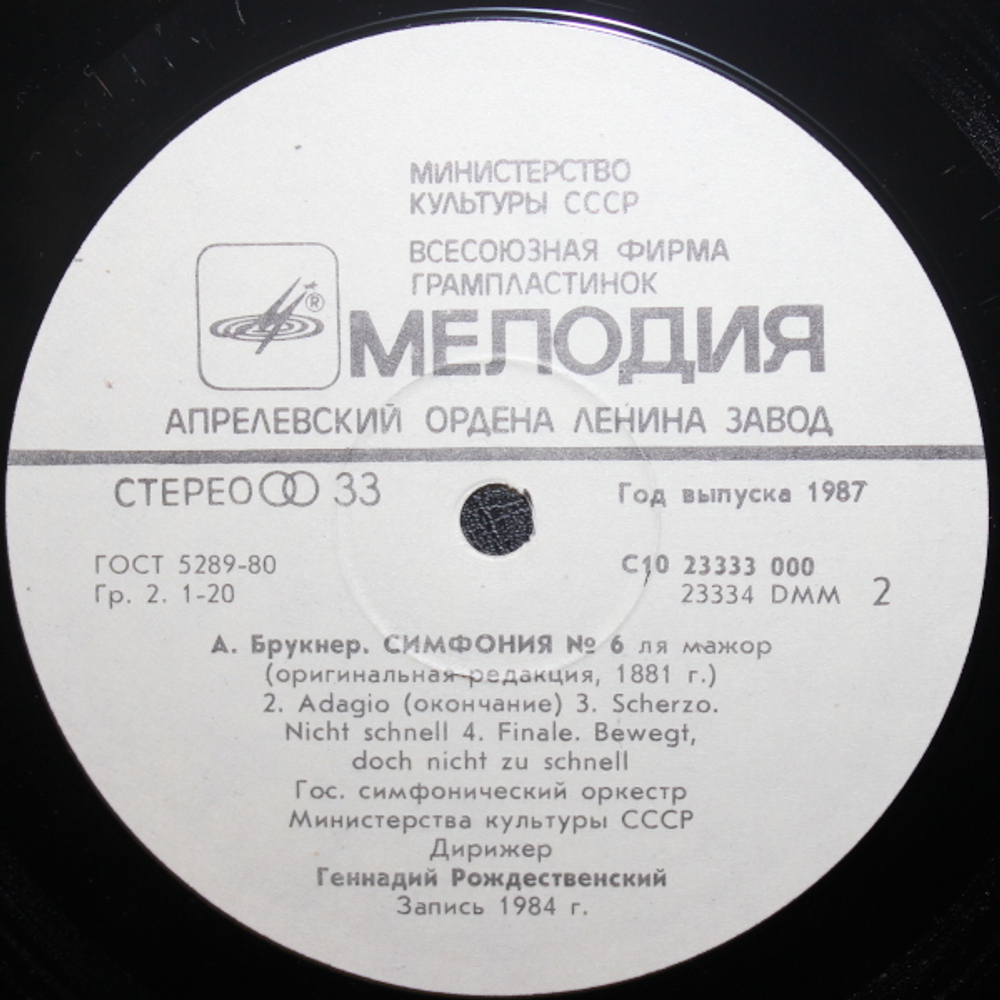 МИНИСТЕРСТВО
КУЛЬТУРЫ СССР
ВСЕСОЮЗНАЯ ФИРМА
ГРАМПЛАСТИНОК
®
МЕЛОДИЯ
АПРЕЛЕВСКИЙ ОРДЕНА ЛЕНИНА ЗАВОД
СТЕРЕО 33 Год выпуска 1987
ГОСТ 5289-80 С10 23333 000
Гр. 2. 1-20 23334 DMM 2
А. Брукнер. СИМФОНИЯ № 6 ля мажор
(оригинальная редакция, 1881 г.)
2. Adagio (окончание) 3. Scherzo.
Nicht schnell 4. Finale. Bewegt,
doch nicht zu schnell
Гос. симфонический оркестр
Министерства культуры СССР
Дирижер
Геннадий Рождественский
Запись 1984 г.